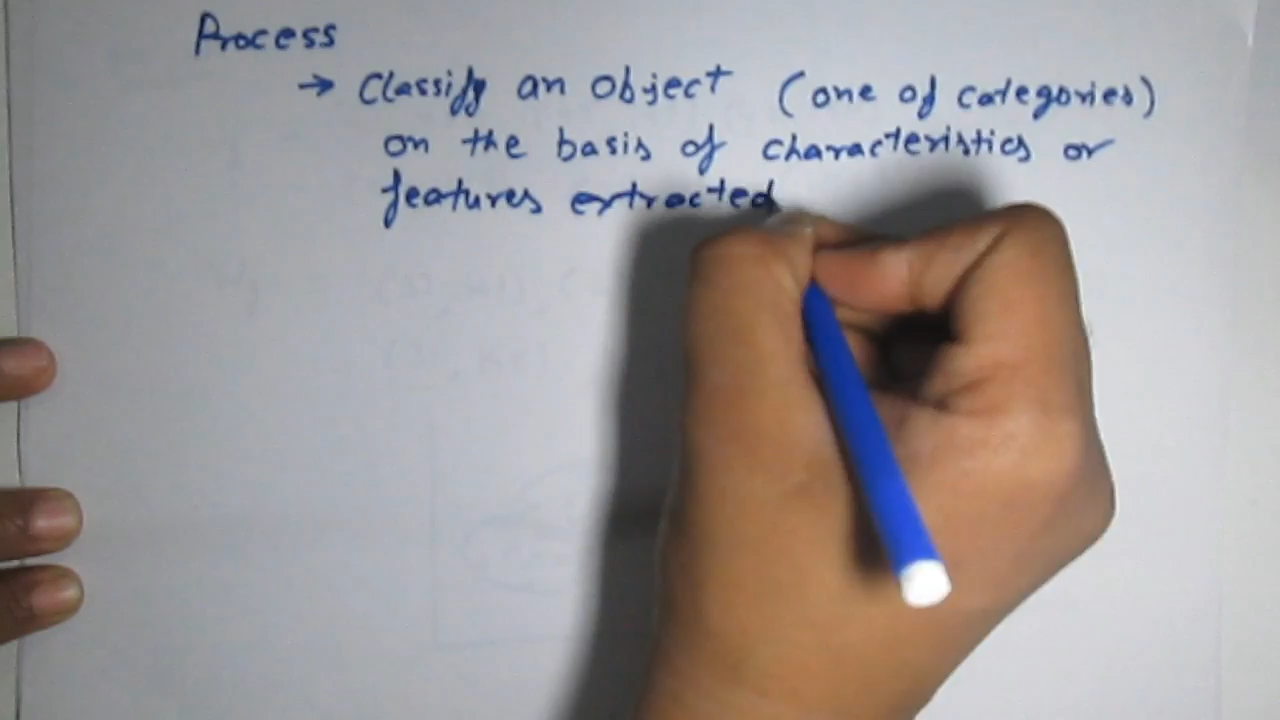 Process
→ Classify an object (one of categories)
on the basis of characteristics or
features extracted